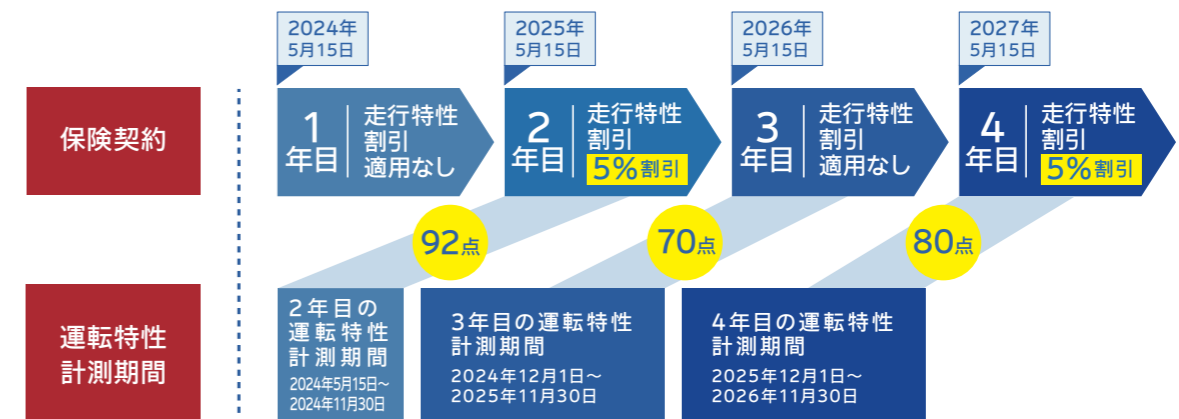 2024年
5月15日
2025年
5月15日
2026年
5月15日
2027年
5月15日
保険契約
1
年目
走行特性
割引
適用なし
2
年目
走行特性
割引
5%割引
3
年目
走行特性
割引
適用なし
4
年目
走行特性
割引
5%割引
92点
70点
80点
運転特性
計測期間
2年目の
運転特性
計測期間
2024年5月15日～
2024年11月30日
3年目の運転特性
計測期間
2024年12月1日～
2025年11月30日
4年目の運転特性
計測期間
2025年12月1日～
2026年11月30日